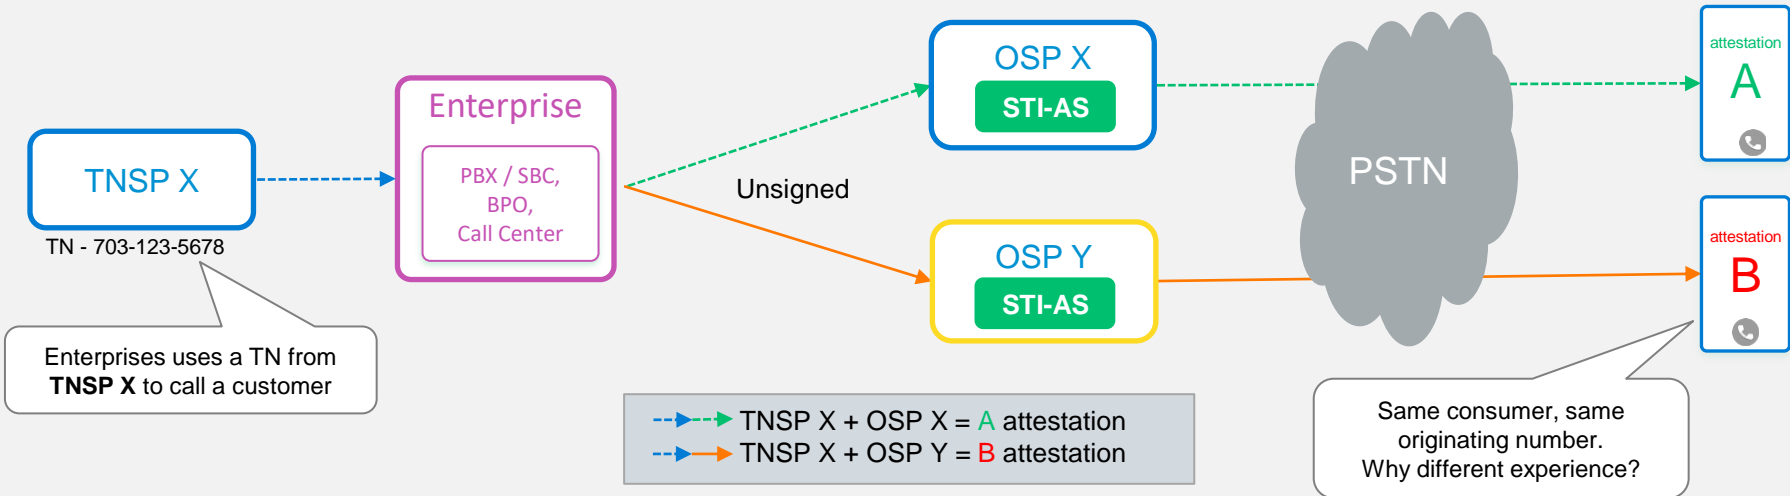 TNSP X
TN - 703-123-5678
Enterprises uses a TN from
TNSP X to call a customer
Enterprise
PBX / SBC,
BPO,
Call Center
Unsigned
OSP X
STI-AS
OSP Y
STI-AS
PSTN
attestation
A
attestation
B
TNSP X + OSP X = A attestation
TNSP X + OSP Y = B attestation
Same consumer, same
originating number.
Why different experience?